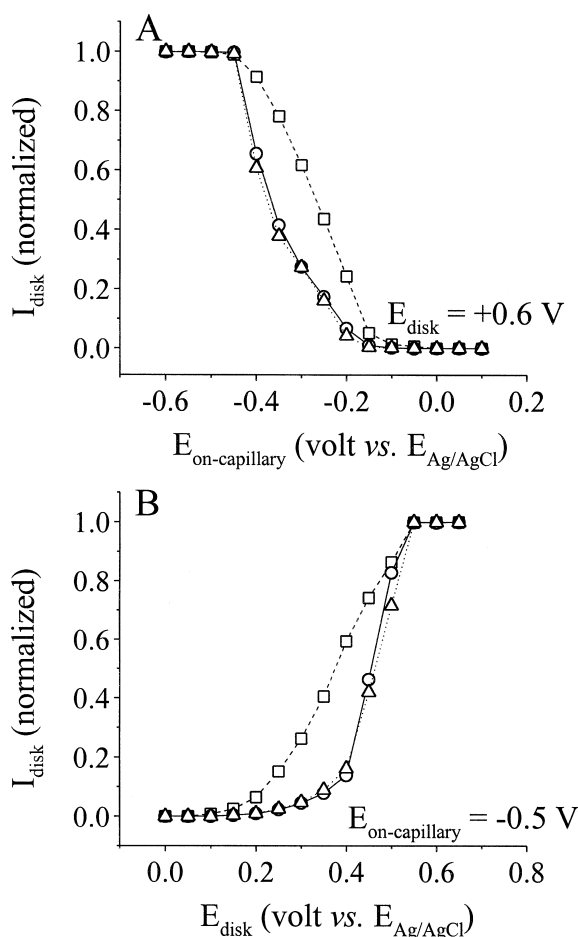 A
1.0
0.8
0.6
0.4
0.2
0.0
I_disk (normalized)
E_disk = +0.6 V
-0.6 -0.4 -0.2 0.0 0.2
E_on-capillary (volt vs. E_Ag/AgCl)
B
1.0
0.8
0.6
0.4
0.2
0.0
I_disk (normalized)
E_on-capillary = -0.5 V
0.0 0.2 0.4 0.6 0.8
E_disk (volt vs. E_Ag/AgCl)